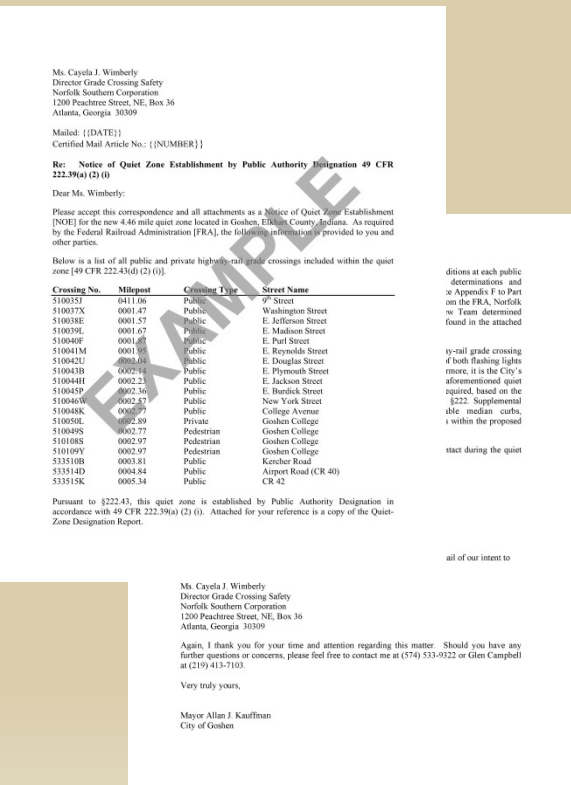 Ms. Cayela J. Wimberly
Director Grade Crossing Safety
Norfolk Southern Corporation
1200 Peachtree Street, NE, Box 36
Atlanta, Georgia 30309
Mailed: {{DATE}}
Certified Mail Article No.: {{NUMBER}}
Re: Notice of Quiet Zone Establishment by Public Authority Designation 49 CFR
222.39(a) (2) (i)
Dear Ms. Wimberly:
Please accept this correspondence and all attachments as a Notice of Quiet Zone Establishment
[NOE] for the new 4.46 mile quiet zone located in Goshen, Elkhart County, Indiana. As required
by the Federal Railroad Administration [FRA], the following information is provided to you and
other parties.
Below is a list of all public and private highway-rail grade crossings included within the quiet
zone [49 CFR 222.43(d) (2) (i)].
Crossing No. Milepost Crossing Type Street Name
510035J 0411.06 Public 9th Street
510037X 0001.47 Public Washington Street
510038E 0001.57 Public E. Jefferson Street
510039L 0001.67 Public E. Madison Street
510040F 0001.87 Public E. Purl Street
510041M 0001.95 Public E. Reynolds Street
510042U 0002.04 Public E. Douglas Street
510043B 0002.14 Public E. Plymouth Street
510044H 0002.23 Public E. Jackson Street
510045P 0002.36 Public E. Burdick Street
510046W 0002.57 Public New York Street
510048K 0002.77 Public College Avenue
510050L 0002.89 Private Goshen College
510049S 0002.77 Pedestrian Goshen College
510108S 0002.97 Pedestrian Goshen College
510109Y 0002.97 Pedestrian Goshen College
533510B 0003.81 Public Kercher Road
533514D 0004.84 Public Airport Road (CR 40)
533515K 0005.34 Public CR 42
Pursuant to §222.43, this quiet zone is established by Public Authority Designation in
accordance with 49 CFR 222.39(a) (2) (i). Attached for your reference is a copy of the Quiet-
Zone Designation Report.
EXAMPLE
ditions at each public
determinations and
e Appendix F to Part
om the FRA, Norfolk
ew Team determined
found in the attached
ay-rail grade crossing
f both flashing lights
rmore, it is the City's
aforementioned quiet
equired, based on the
§222. Supplemental
ble median curbs,
within the proposed
ntact during the quiet
ail of our intent to
Ms. Cayela J. Wimberly
Director Grade Crossing Safety
Norfolk Southern Corporation
1200 Peachtree Street, NE, Box 36
Atlanta, Georgia 30309
Again, I thank you for your time and attention regarding this matter. Should you have any
further questions or concerns, please feel free to contact me at (574) 533-9322 or Glen Campbell
at (219) 413-7103.
Very truly yours,
Mayor Allan J. Kauffman
City of Goshen